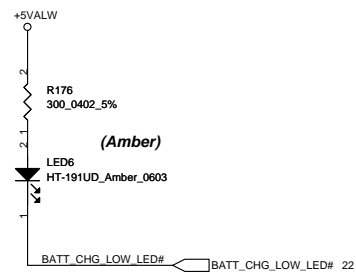 +5VALW
2
R176
300_0402_5%
1
2
(Amber)
LED6
HT-191UD_Amber_0603
1
BATT_CHG_LOW_LED#
BATT_CHG_LOW_LED# 22